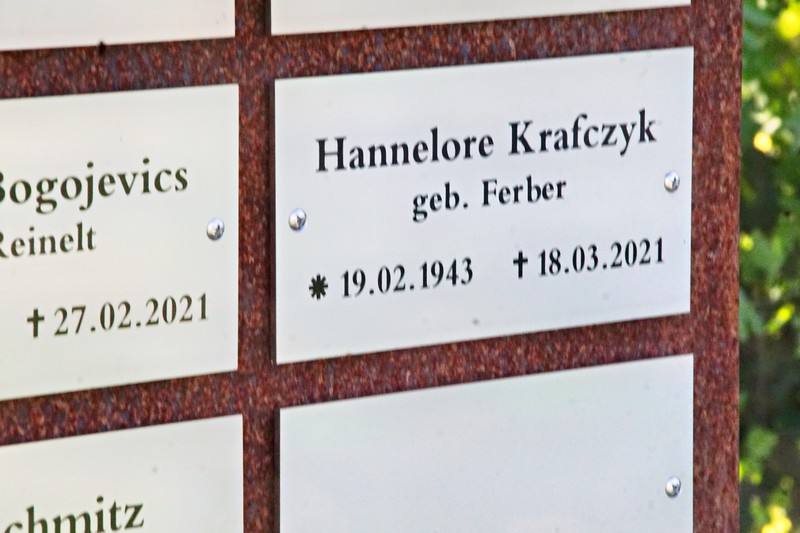 Bogojevics
Reinelt
✝ 27.02.2021
Hannelore Krafczyk
geb. Ferber
✱ 19.02.1943 ✝ 18.03.2021
chmitz